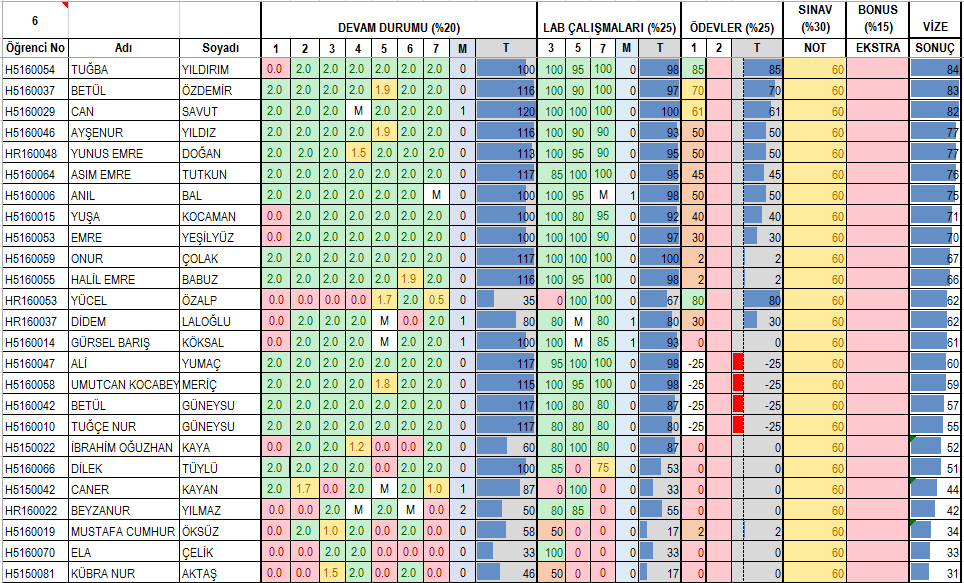 SINAV BONUS
6 DEVAM DURUMU (%20) LAB ÇALIŞMALARI (%25) ÖDEVLER (%25) (%30) (%15) VİZE
Öğrenci No Adı Soyadı 1 2 3 4 5 6 7 M T 3 5 7 M T 1 2 T NOT EKSTRA SONUÇ
H5160054 TUĞBA YILDIRIM 0.0 2.0 2.0 2.0 2.0 2.0 2.0 0 100 100 95 100 0 98 85 85 60 84
H5160037 BETÜL ÖZDEMİR 2.0 2.0 2.0 2.0 1.9 2.0 2.0 0 116 100 90 100 0 97 70 70 60 83
H5160029 CAN SAVUT 2.0 2.0 2.0 M 2.0 2.0 2.0 1 120 100 100 100 0 100 61 61 60 82
H5160046 AYŞENUR YILDIZ 2.0 2.0 2.0 2.0 1.9 2.0 2.0 0 116 100 90 90 0 93 50 50 60 77
HR160048 YUNUS EMRE DOĞAN 2.0 2.0 2.0 1.5 2.0 2.0 2.0 0 113 100 95 90 0 95 50 50 60 77
H5160064 ASIM EMRE TUTKUN 2.0 2.0 2.0 2.0 2.0 2.0 2.0 0 117 85 100 100 0 95 45 45 60 76
H5160006 ANIL BAL 2.0 2.0 2.0 2.0 2.0 2.0 M 0 100 100 95 M 1 98 50 50 60 75
H5160015 YUŞA KOCAMAN 0.0 2.0 2.0 2.0 2.0 2.0 2.0 0 100 100 80 95 0 92 40 40 60 71
H5160053 EMRE YEŞİLYÜZ 0.0 2.0 2.0 2.0 2.0 2.0 2.0 0 100 100 100 90 0 97 30 30 60 70
H5160059 ONUR ÇOLAK 2.0 2.0 2.0 2.0 2.0 2.0 2.0 0 117 100 100 100 0 100 2 2 60 67
H5160055 HALİL EMRE BABUZ 2.0 2.0 2.0 2.0 2.0 1.9 2.0 0 116 100 95 100 0 98 2 2 60 66
HR160053 YÜCEL ÖZALP 0.0 0.0 0.0 0.0 1.7 2.0 0.5 0 35 0 100 100 0 67 80 80 60 62
HR160037 DİDEM LALOĞLU 0.0 2.0 2.0 2.0 M 0.0 2.0 1 80 80 M 80 1 80 30 30 60 62
H5160014 GÜRSEL BARIŞ KÖKSAL 0.0 2.0 2.0 2.0 M 2.0 2.0 1 100 100 M 85 1 93 0 0 60 61
H5160047 ALİ YUMAÇ 2.0 2.0 2.0 2.0 2.0 2.0 2.0 0 117 95 100 100 0 98 -25 -25 60 60
H5160058 UMUTCAN KOCABEY MERİÇ 2.0 2.0 2.0 2.0 1.8 2.0 2.0 0 115 100 95 100 0 98 -25 -25 60 59
H5160042 BETÜL GÜNEYSU 2.0 2.0 2.0 2.0 2.0 2.0 2.0 0 117 100 80 80 0 87 -25 -25 60 57
H5160010 TUĞÇE NUR GÜNEYSU 2.0 2.0 2.0 2.0 2.0 2.0 2.0 0 117 80 80 80 0 80 -25 -25 60 55
H5150022 İBRAHİM OĞUZHAN KAYA 0.0 2.0 2.0 1.2 0.0 0.0 2.0 0 60 80 100 80 0 87 0 0 60 52
H5160066 DİLEK TÜYLÜ 2.0 2.0 2.0 2.0 0.0 2.0 2.0 0 100 85 0 75 0 53 0 0 60 51
H5150042 CANER KAYAN 2.0 1.7 0.0 2.0 M 2.0 1.0 1 87 0 100 0 0 33 0 0 60 44
HR160022 BEYZANUR YILMAZ 0.0 0.0 2.0 M 2.0 M 0.0 2 50 80 85 0 0 55 0 0 60 42
H5160019 MUSTAFA CUMHUR ÖKSÜZ 0.0 2.0 1.0 2.0 0.0 2.0 0.0 0 58 50 0 0 0 17 2 2 60 34
H5160070 ELA ÇELİK 0.0 0.0 2.0 2.0 0.0 0.0 0.0 0 33 100 0 0 0 33 0 0 60 33
H5150081 KÜBRA NUR AKTAŞ 0.0 0.0 1.5 2.0 0.0 2.0 0.0 0 46 50 0 0 0 17 0 0 60 31